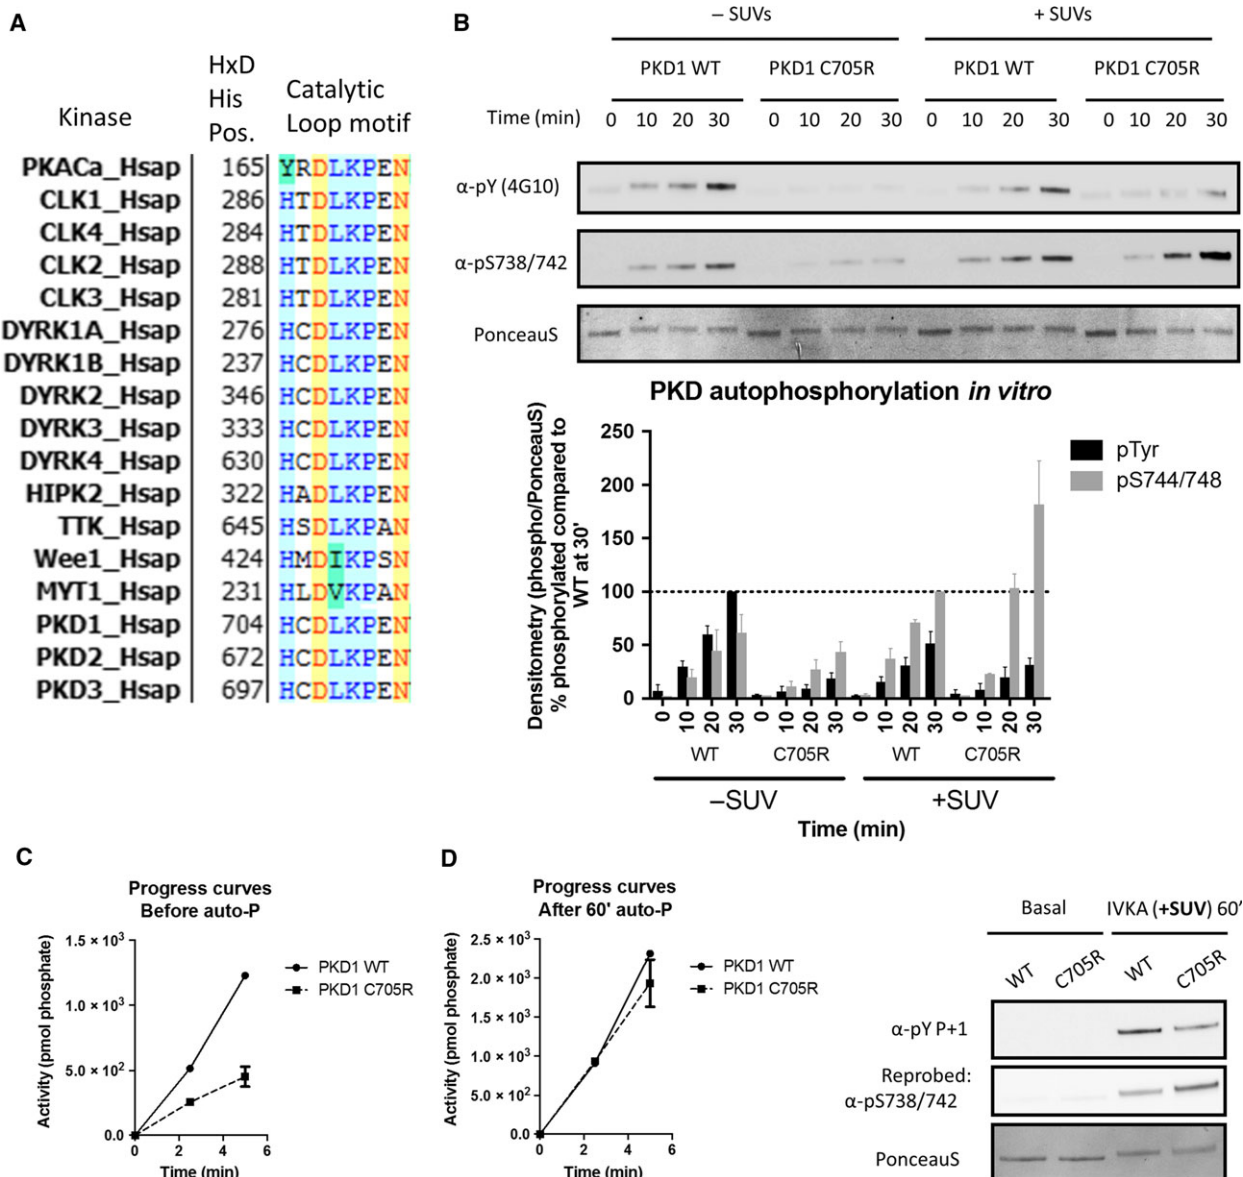 A
Kinase
HxD
His
Pos.
Catalytic
Loop motif
PKACa_Hsap 165 YRDLKPEN
CLK1_Hsap 286 HTDLKPEN
CLK4_Hsap 284 HTDLKPEN
CLK2_Hsap 288 HTDLKPEN
CLK3_Hsap 281 HTDLKPEN
DYRK1A_Hsap 276 HCDLKPEN
DYRK1B_Hsap 237 HCDLKPEN
DYRK2_Hsap 346 HCDLKPEN
DYRK3_Hsap 333 HCDLKPEN
DYRK4_Hsap 630 HCDLKPEN
HIPK2_Hsap 322 HADLKPEN
TTK_Hsap 645 HSDLKPAN
Wee1_Hsap 424 HMDIKPSN
MYT1_Hsap 231 HLDVKPAN
PKD1_Hsap 704 HCDLKPEN
PKD2_Hsap 672 HCDLKPEN
PKD3_Hsap 697 HCDLKPEN
B
– SUVs + SUVs
PKD1 WT PKD1 C705R PKD1 WT PKD1 C705R
Time (min) 0 10 20 30 0 10 20 30 0 10 20 30 0 10 20 30
α-pY (4G10)
α-pS738/742
PonceauS
PKD autophosphorylation in vitro
Densitometry (phospho/PonceauS)
% phosphorylated compared to
WT at 30'
250
200
150
100
50
0
pTyr
pS744/748
0 10 20 30 0 10 20 30 0 10 20 30 0 10 20 30
WT C705R WT C705R
–SUV +SUV
Time (min)
C
Progress curves
Before auto-P
Activity (pmol phosphate)
1.5 × 10³
1.0 × 10³
5.0 × 10²
0.0
0 2 4 6
Time (min)
PKD1 WT
PKD1 C705R
D
Progress curves
After 60' auto-P
Activity (pmol phosphate)
2.5 × 10³
2.0 × 10³
1.5 × 10³
1.0 × 10³
5.0 × 10²
0.0
0 2 4 6
Time (min)
PKD1 WT
PKD1 C705R
Basal IVKA (+SUV) 60'
WT C705R WT C705R
α-pY P+1
Reprobed:
α-pS738/742
PonceauS